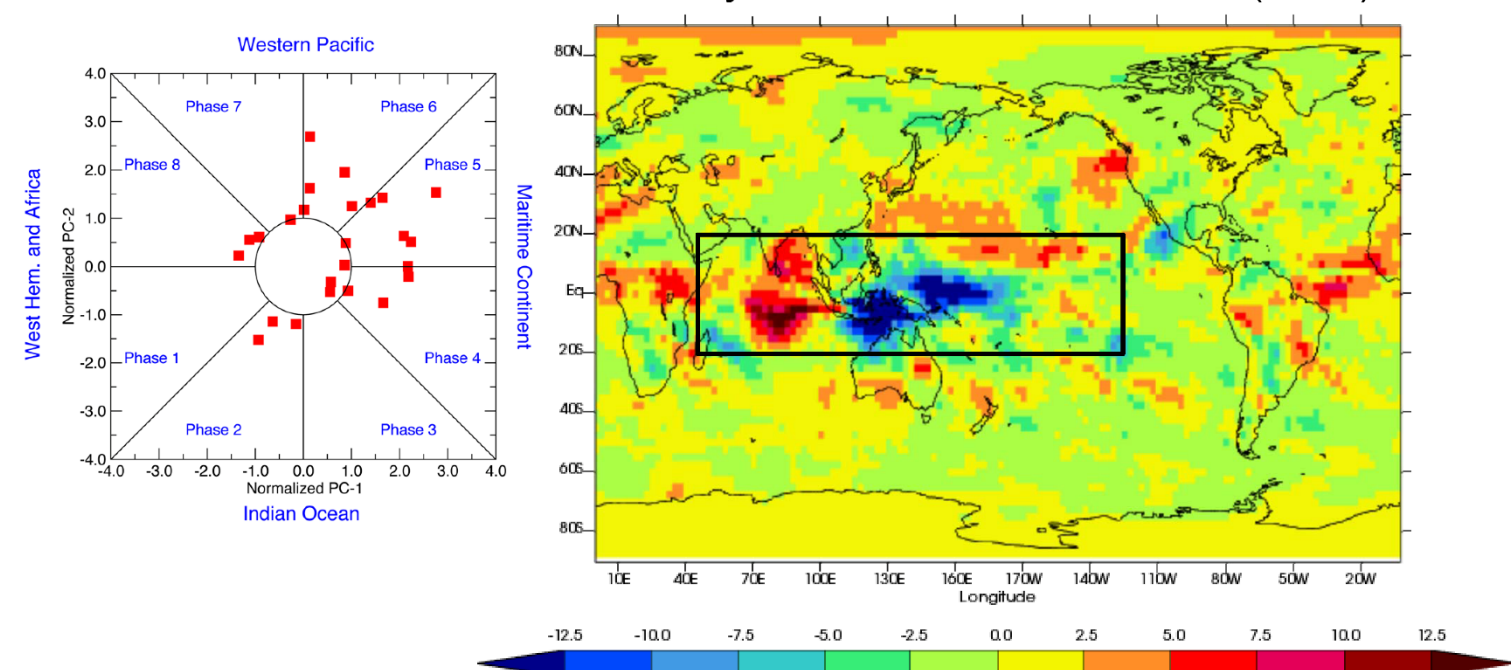 Western Pacific
4.0
Phase 7
Phase 6
3.0
2.0
Phase 8
Phase 5
1.0
0.0
-1.0
Phase 1
Phase 4
-2.0
-3.0
Phase 2
Phase 3
-4.0
-4.0 -3.0 -2.0 -1.0 0.0 1.0 2.0 3.0 4.0
Normalized PC-1
Indian Ocean
West Hem. and Africa
Normalized PC-2
Maritime Continent
80N
60N
40N
20N
Eq
20S
40S
60S
80S
10E 40E 70E 100E 130E 160E 170W 140W 110W 80W 50W 20W
Longitude
-12.5 -10.0 -7.5 -5.0 -2.5 0.0 2.5 5.0 7.5 10.0 12.5